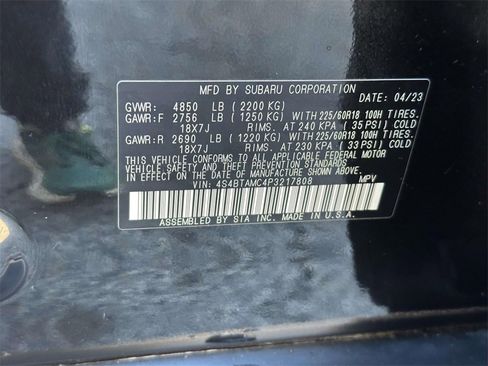 MFD BY SUBARU CORPORATION DATE: 04/23
GVWR: 4850 LB (2200 KG)
GAWR:F 2756 LB (1250 KG) WITH 225/60R18 100H TIRES.
18X7J RIMS. AT 240 KPA (35 PSI) COLD
GAWR:R 2690 LB (1220 KG) WITH 225/60R18 100H TIRES.
18X7J RIMS. AT 230 KPA (33 PSI) COLD
THIS VEHICLE CONFORMS TO ALL APPLICABLE FEDERAL MOTOR
VEHICLE SAFETY AND THEFT PREVENTION STANDARDS IN
EFFECT ON THE DATE OF MANUFACTURE SHOWN ABOVE.
VIN: 4S4BTAMC4P3217808 MPV
ASSEMBLED BY SIA INC. MADE IN U.S.A.